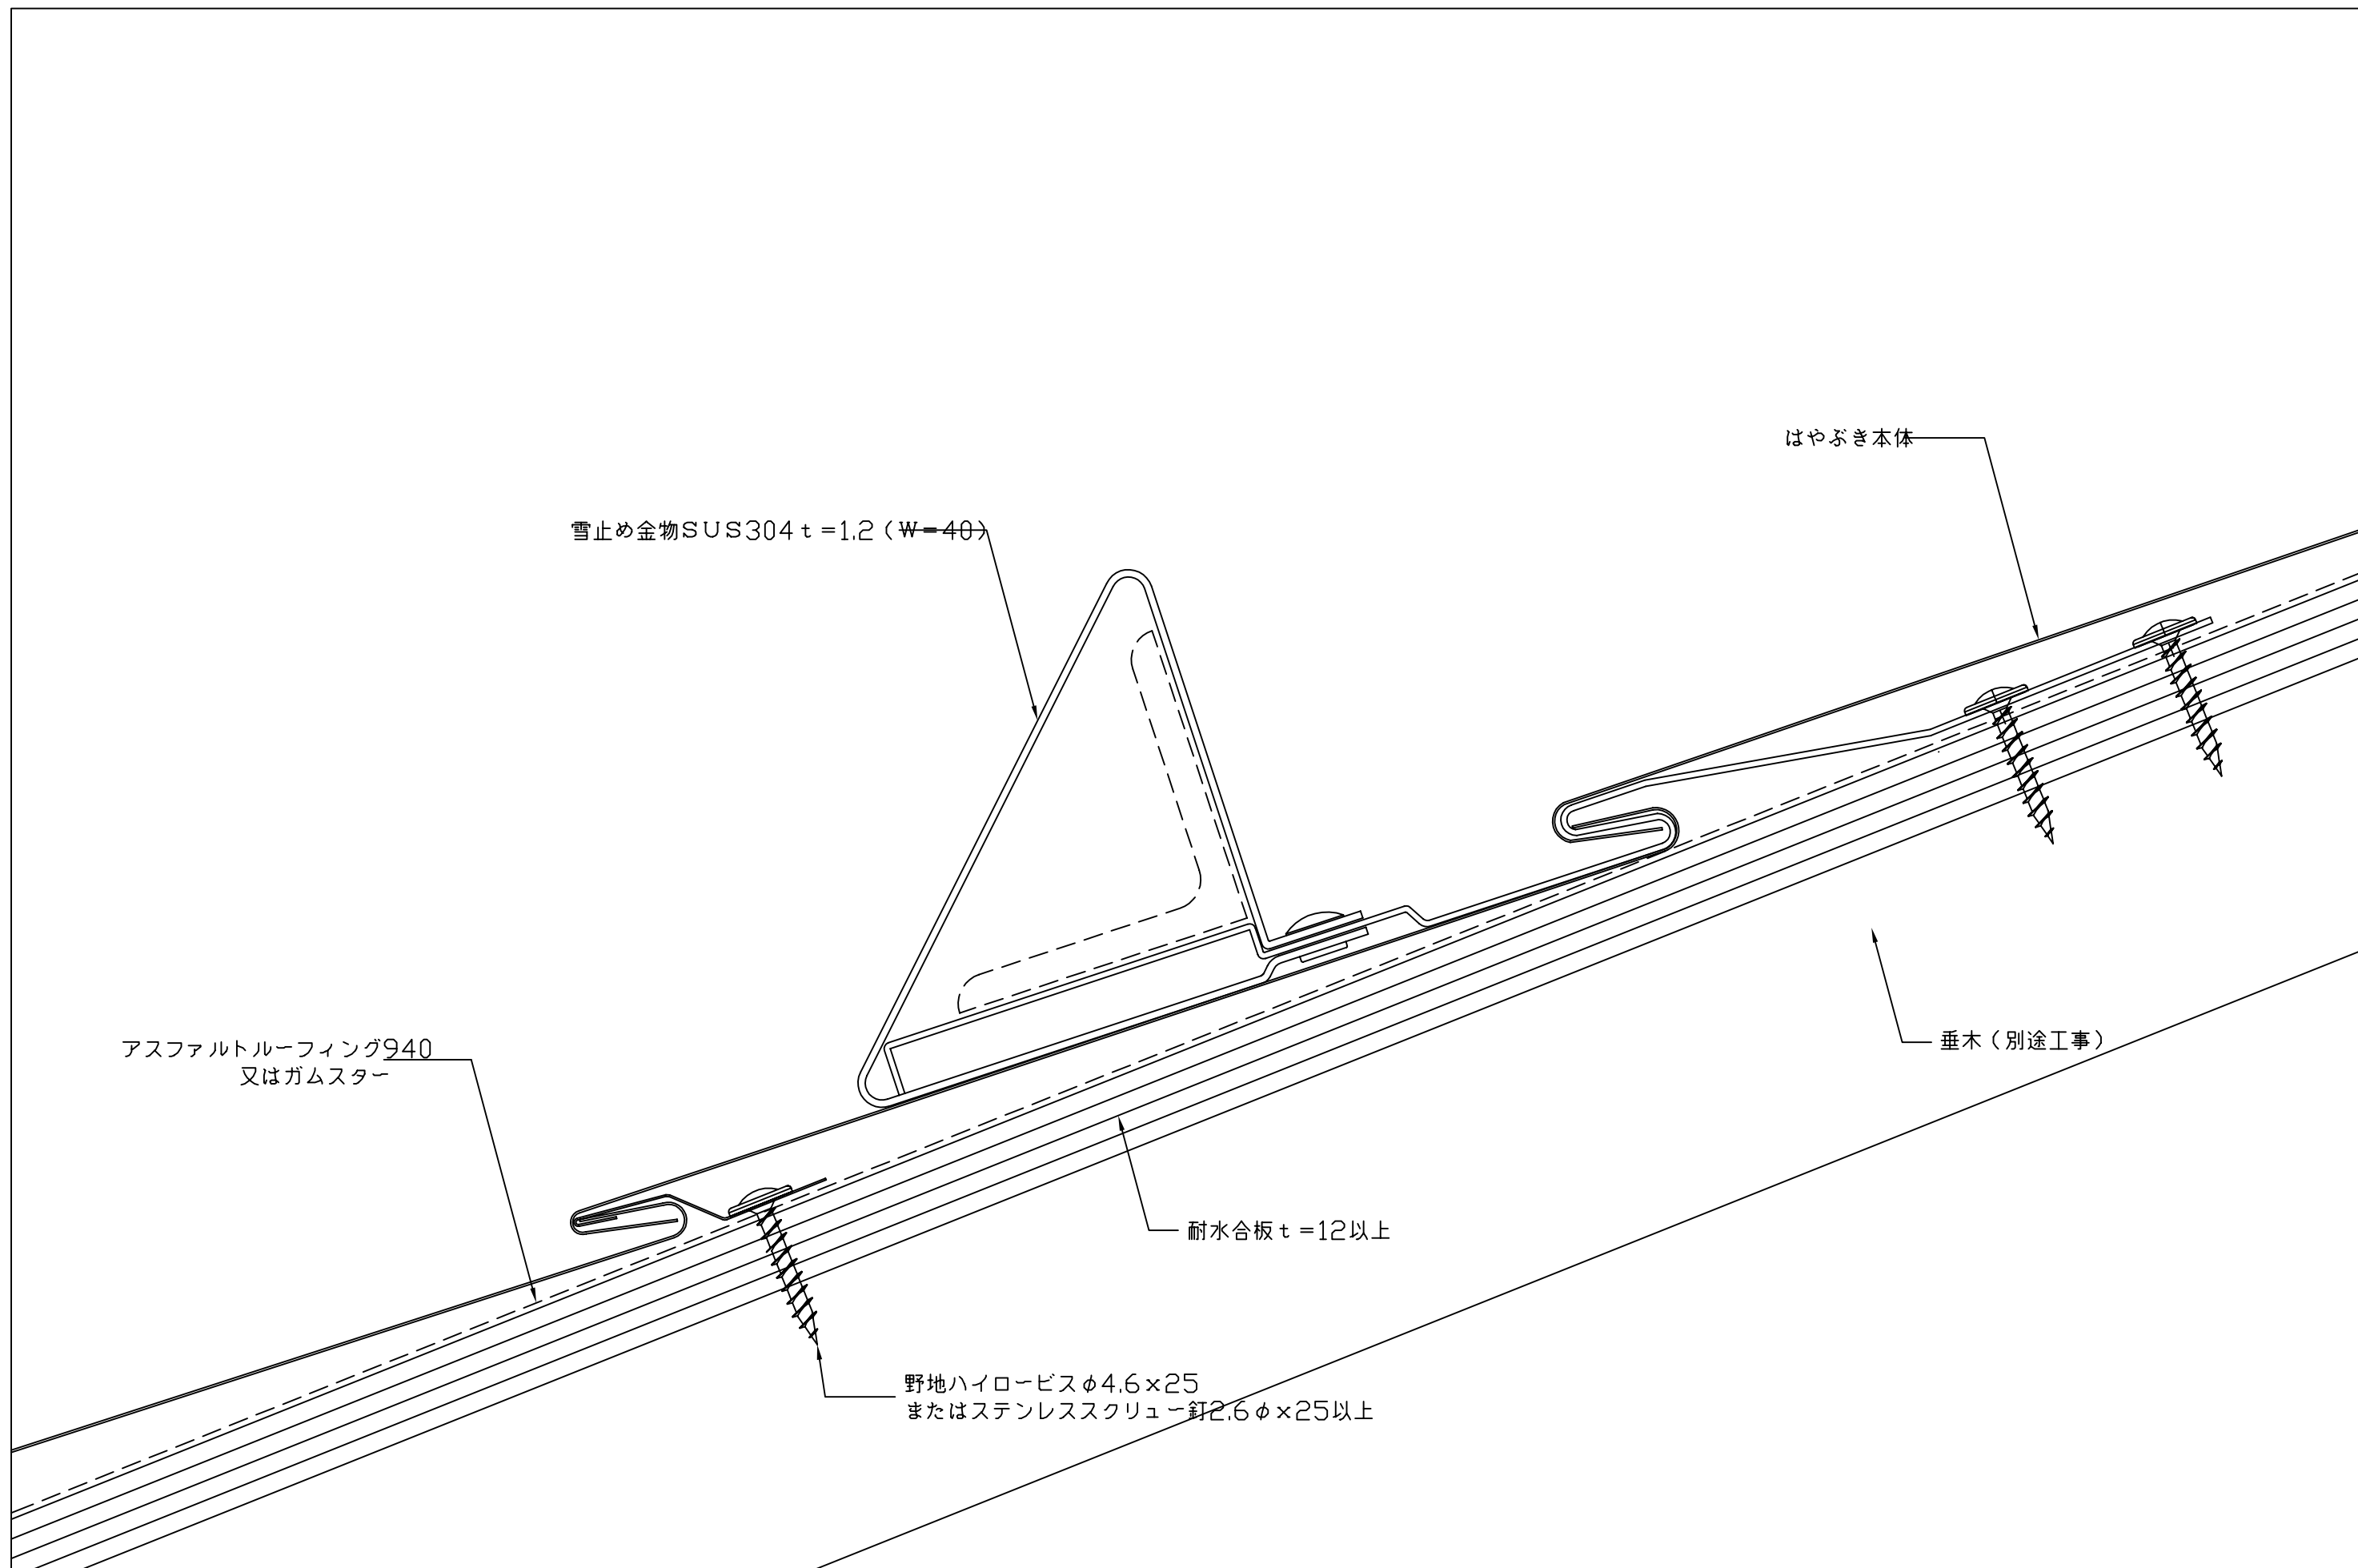 はやぶき本体
雪止め金物ＳＵＳ304ｔ=1.2（W=40）
アスファルトルーフィング940
又はガムスター
垂木（別途工事）
耐水合板ｔ=12以上
野地ハイロービスφ4.6×25
またはステンレススクリュー釘2.6φ×25以上